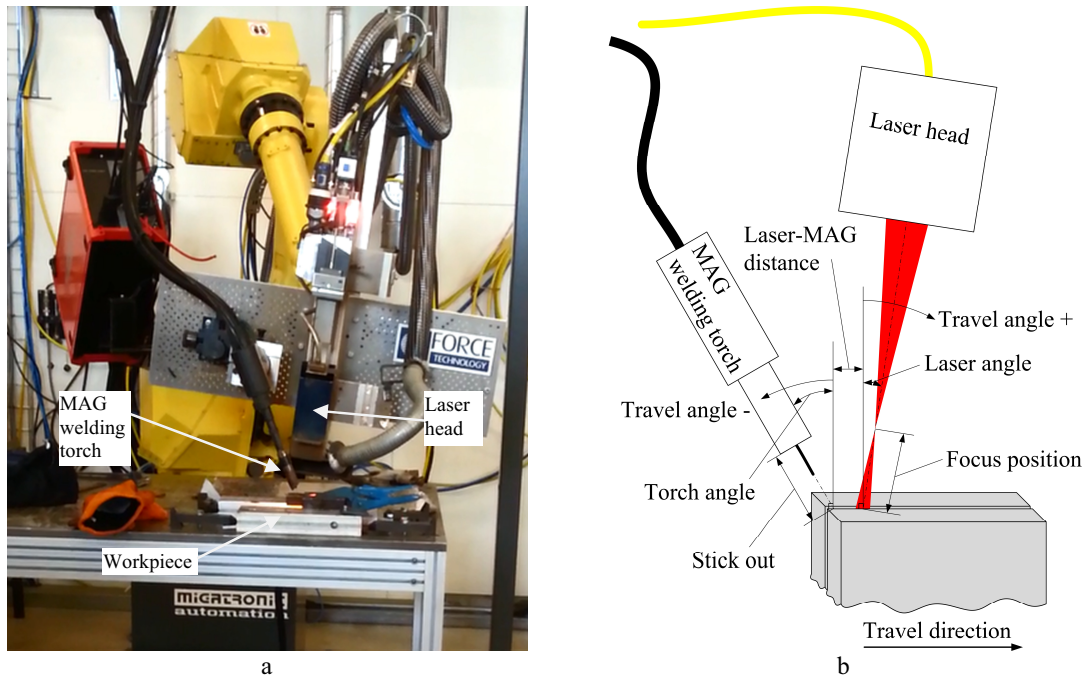 FORCE
TECHNOLOGY
MAG
welding
torch
Laser
head
Workpiece
migatroni
automation
a
Laser head
Laser-MAG
distance
MAG
welding torch
Travel angle +
Laser angle
Travel angle -
Focus position
Torch angle
Stick out
Travel direction
b